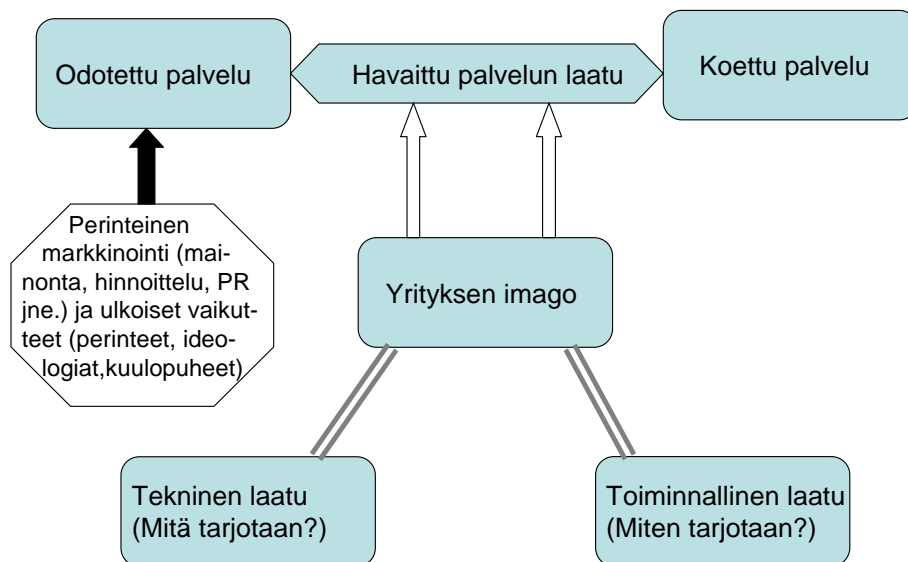 Odotettu palvelu
Havaittu palvelun laatu
Koettu palvelu
Perinteinen
markkinointi (mai-
nonta, hinnoittelu, PR
jne.) ja ulkoiset vaikut-
teet (perinteet, ideo-
logiat,kuulopuheet)
Yrityksen imago
Tekninen laatu
(Mitä tarjotaan?)
Toiminnallinen laatu
(Miten tarjotaan?)